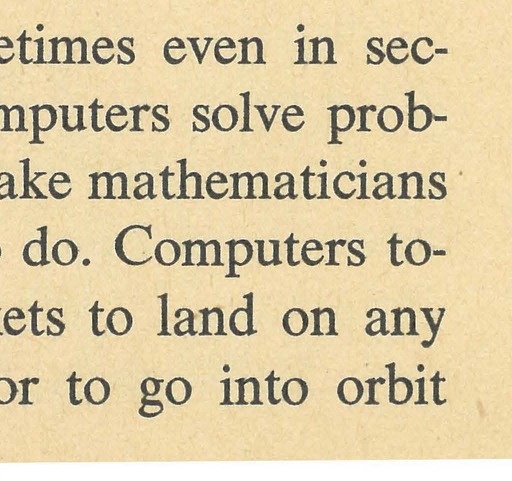 etimes even in sec-
mputers solve prob-
ake mathematicians
do. Computers to-
ets to land on any
or to go into orbit